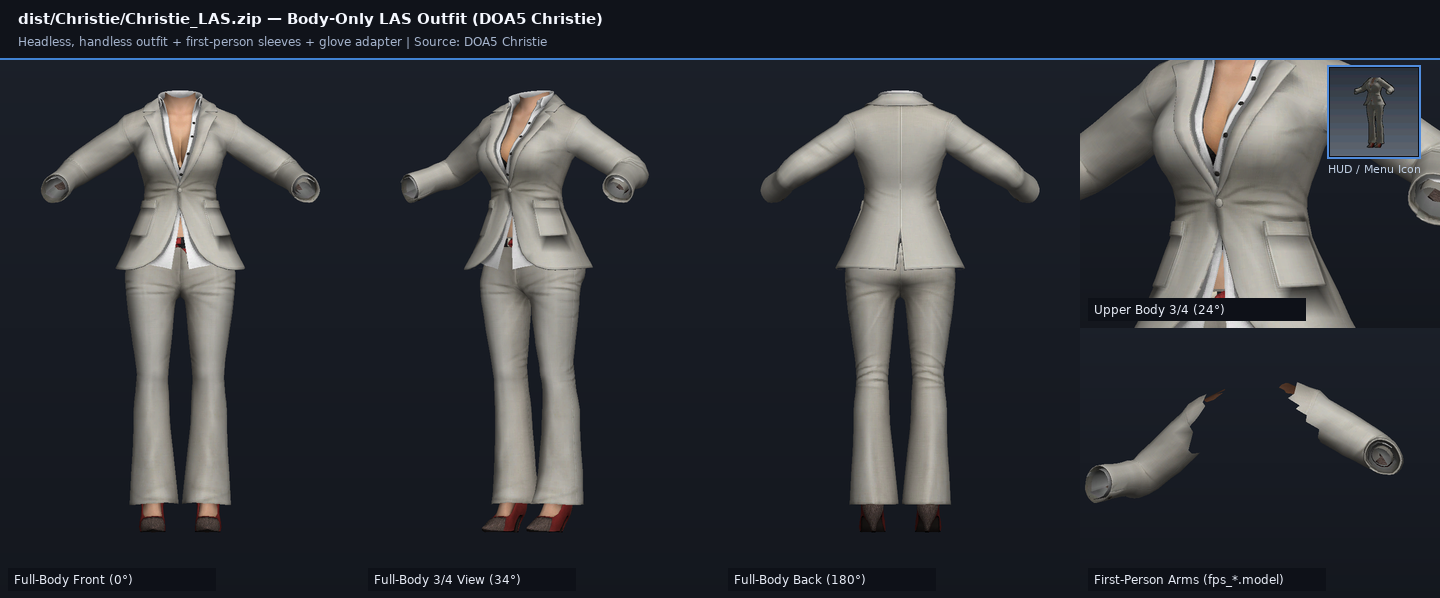 dist/Christie/Christie_LAS.zip — Body-Only LAS Outfit (DOA5 Christie)
Headless, handless outfit + first-person sleeves + glove adapter | Source: DOA5 Christie
HUD / Menu Icon
Upper Body 3/4 (24°)
Full-Body Front (0°)
Full-Body 3/4 View (34°)
Full-Body Back (180°)
First-Person Arms (fps_*.model)